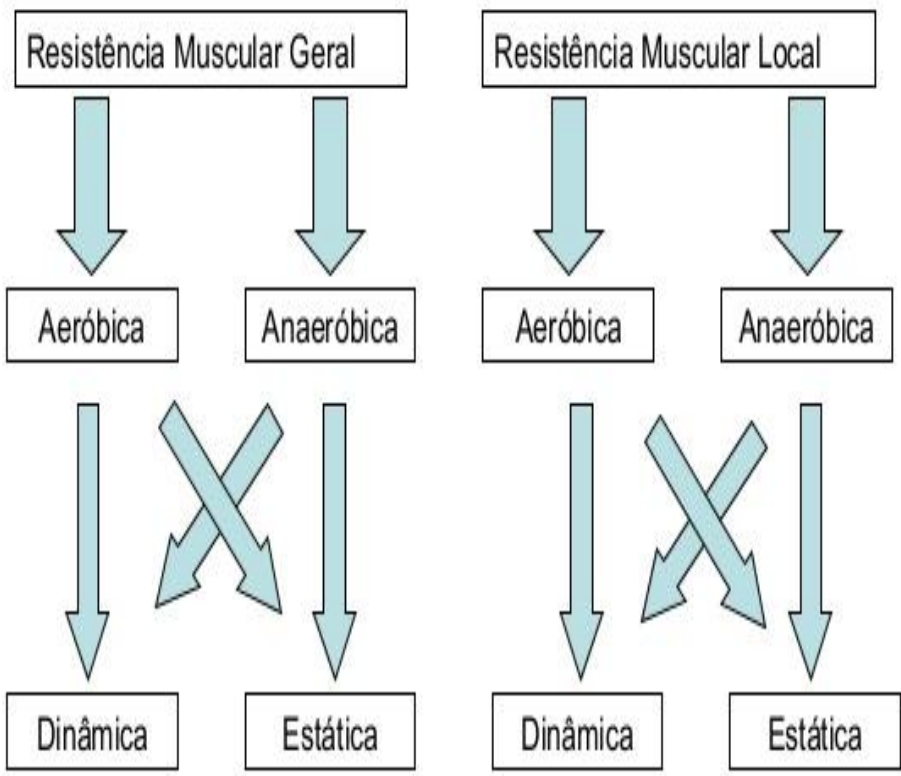 Resistência Muscular Geral
Resistência Muscular Local
Aeróbica
Anaeróbica
Aeróbica
Anaeróbica
Dinâmica
Estática
Dinâmica
Estática